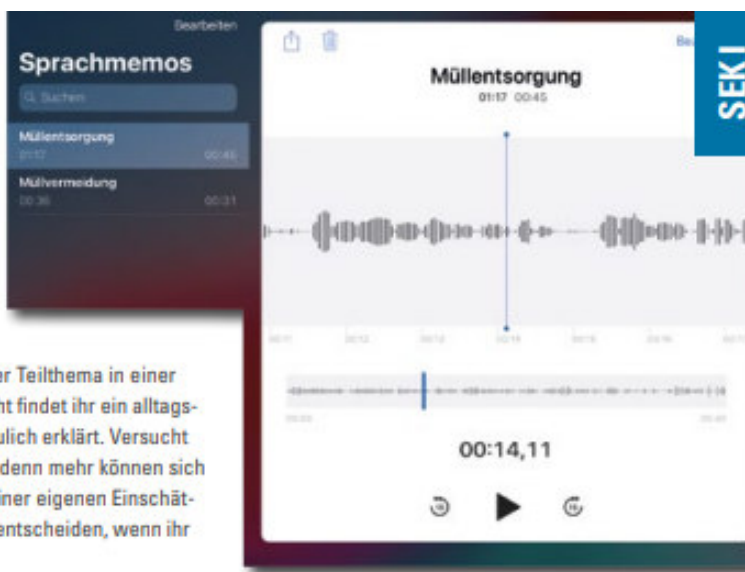 Bearbeiten
Sprachmemos
Suchen
Müllentsorgung
01:17 00:45
Müllvermeidung
00:36 00:31
Müllentsorgung
01:17 00:45
SEK I
00:14,11
er Teilthema in einer
ht findet ihr ein alltags-
ulich erklärt. Versucht
denn mehr können sich
iner eigenen Einschät-
entscheiden, wenn ihr